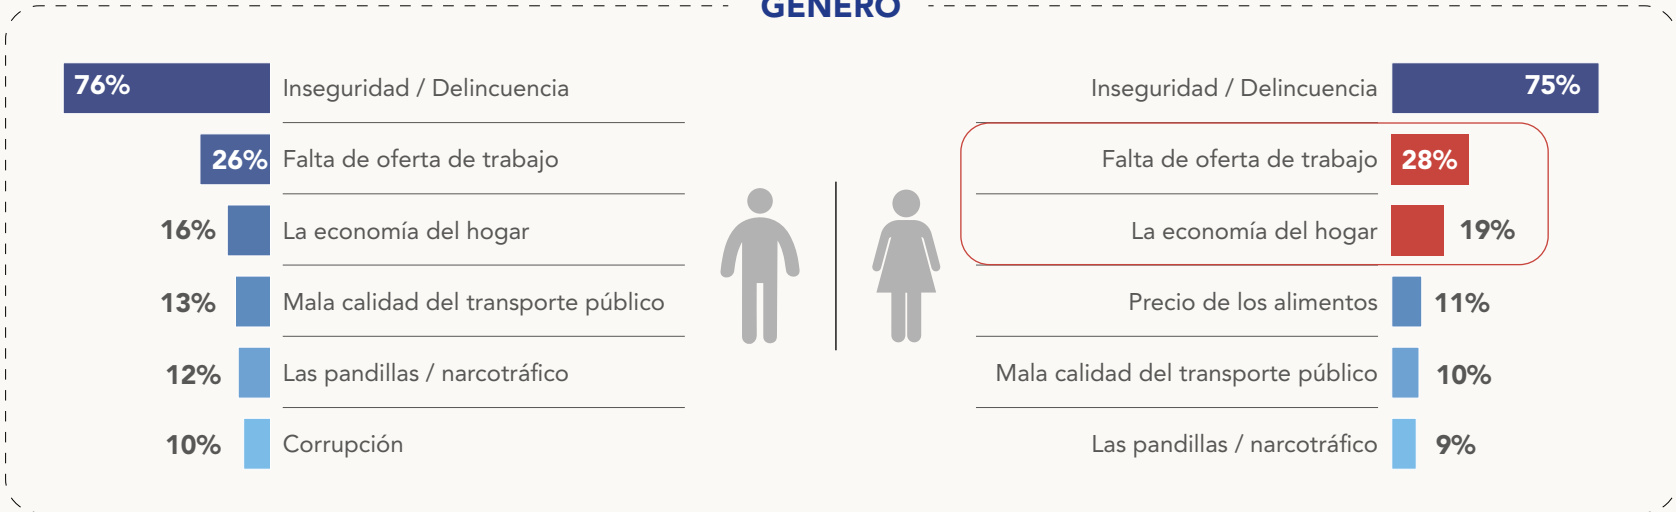 GÉNERO
76% Inseguridad / Delincuencia
26% Falta de oferta de trabajo
16% La economía del hogar
13% Mala calidad del transporte público
12% Las pandillas / narcotráfico
10% Corrupción
Inseguridad / Delincuencia 75%
Falta de oferta de trabajo 28%
La economía del hogar 19%
Precio de los alimentos 11%
Mala calidad del transporte público 10%
Las pandillas / narcotráfico 9%